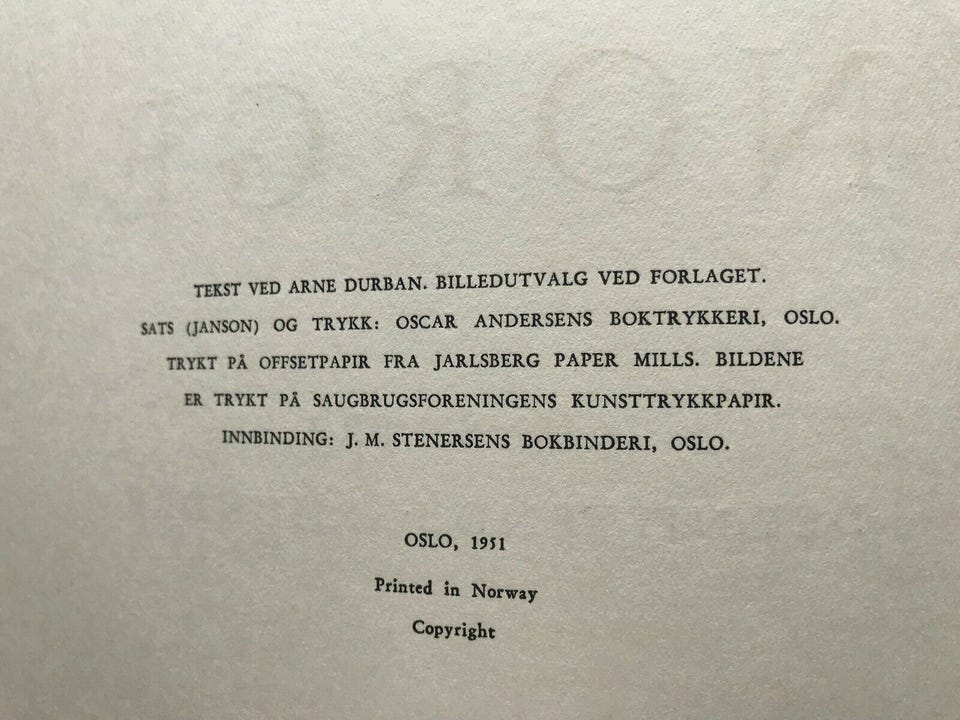 TEKST VED ARNE DURBAN. BILLEDUTVALG VED FORLAGET.
SATS (JANSON) OG TRYKK: OSCAR ANDERSENS BOKTRYKKERI, OSLO.
TRYKT PÅ OFFSETPAPIR FRA JARLSBERG PAPER MILLS. BILDENE
ER TRYKT PÅ SAUGBRUGSFORENINGENS KUNSTTRYKKPAPIR.
INNBINDING: J. M. STENERSENS BOKBINDERI, OSLO.
OSLO, 1951
Printed in Norway
Copyright